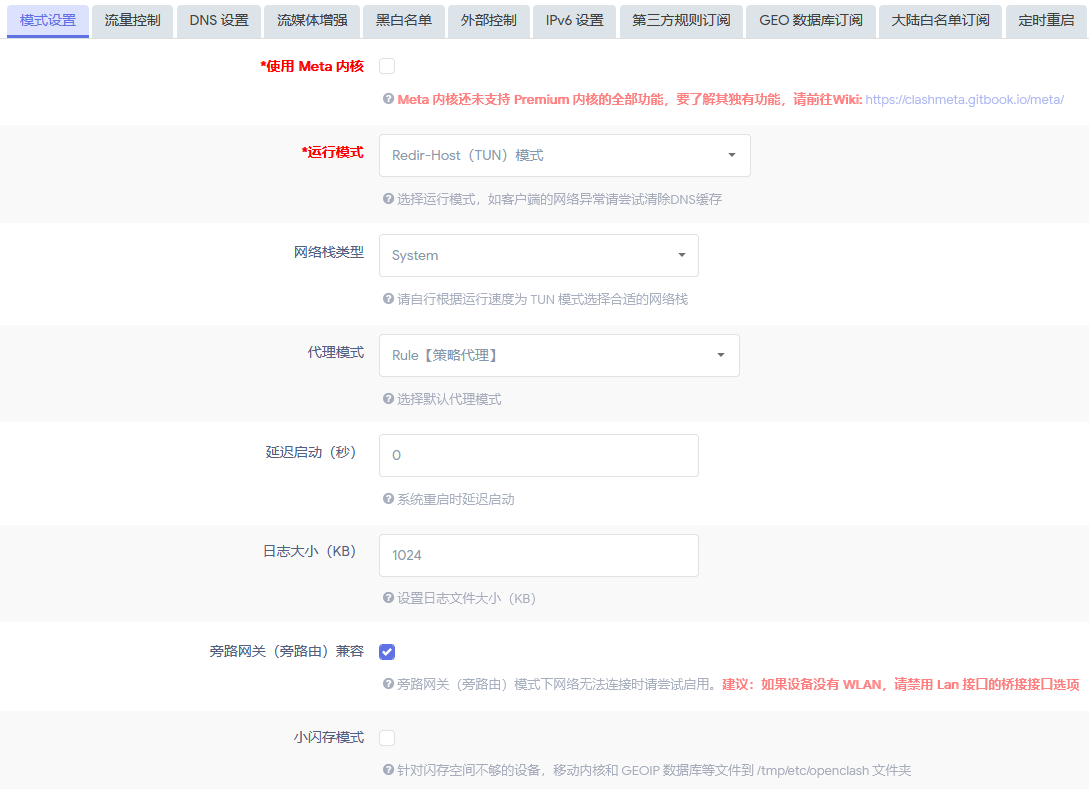 模式设置 流量控制 DNS 设置 流媒体增强 黑白名单 外部控制 IPv6 设置 第三方规则订阅 GEO 数据库订阅 大陆白名单订阅 定时重启
*使用 Meta 内核
Meta 内核还未支持 Premium 内核的全部功能，要了解其独有功能，请前往Wiki: https://clashmeta.gitbook.io/meta/
*运行模式 Redir-Host（TUN）模式
选择运行模式，如客户端的网络异常请尝试清除DNS缓存
网络栈类型 System
请自行根据运行速度为 TUN 模式选择合适的网络栈
代理模式 Rule【策略代理】
选择默认代理模式
延迟启动（秒） 0
系统重启时延迟启动
日志大小（KB） 1024
设置日志文件大小（KB）
旁路网关（旁路由）兼容
旁路网关（旁路由）模式下网络无法连接时请尝试启用。建议：如果设备没有 WLAN，请禁用 Lan 接口的桥接接口选项
小闪存模式
针对闪存空间不够的设备，移动内核和 GEOIP 数据库等文件到 /tmp/etc/openclash 文件夹